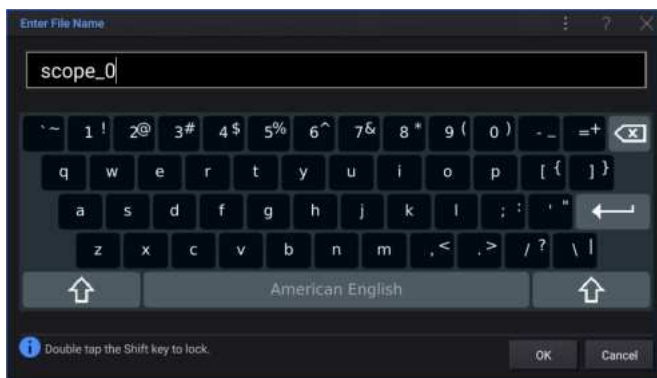 Enter File Name ⋮ ?
scope_0
` ~ 1 ! 2 @ 3 # 4 $ 5 % 6 ^ 7 & 8 * 9 ( 0 ) - _ = +
q w e r t y u i o p [ { ] }
a s d f g h j k l ; : ' "
z x c v b n m , < . > / ? \ |
American English
i Double tap the Shift key to lock.
OK Cancel